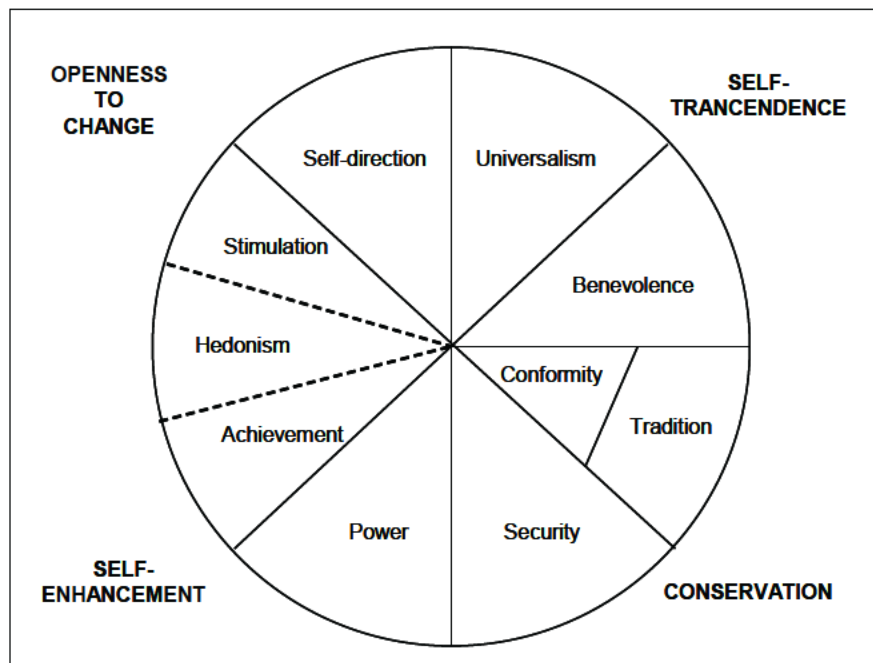 OPENNESS
TO
CHANGE
SELF-
TRANCENDENCE
Self-direction
Universalism
Stimulation
Benevolence
Hedonism
Conformity
Achievement
Tradition
Power
Security
SELF-
ENHANCEMENT
CONSERVATION